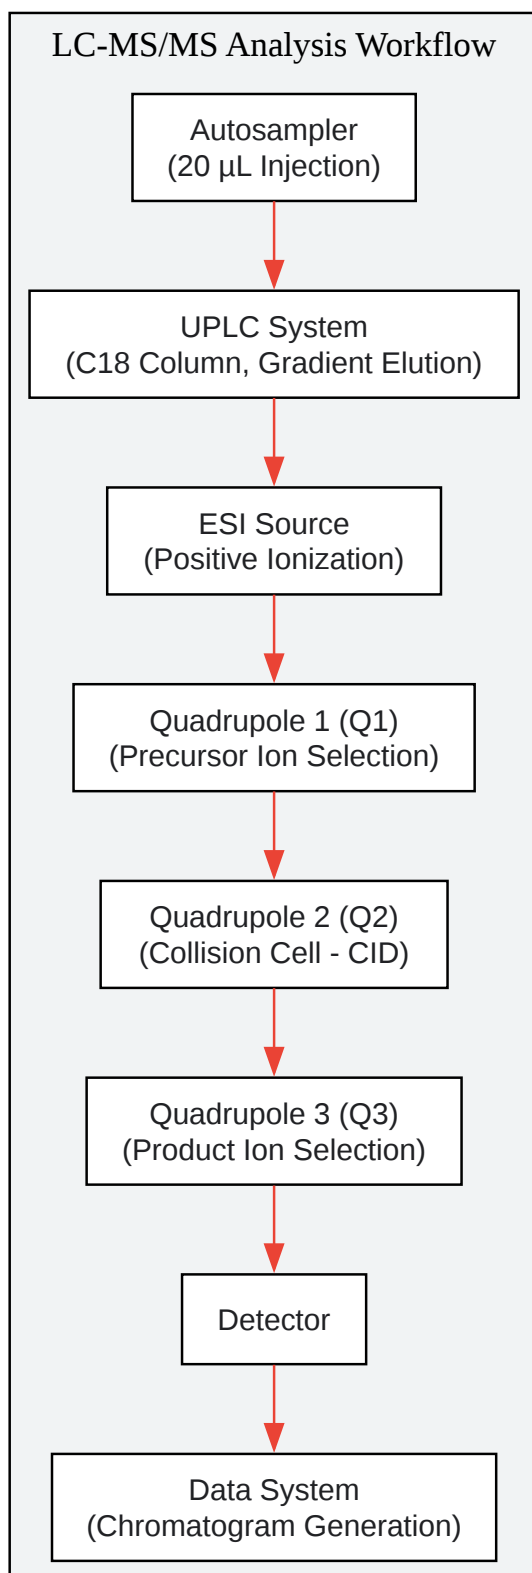 LC-MS/MS Analysis Workflow
Autosampler
(20 µL Injection)
UPLC System
(C18 Column, Gradient Elution)
ESI Source
(Positive Ionization)
Quadrupole 1 (Q1)
(Precursor Ion Selection)
Quadrupole 2 (Q2)
(Collision Cell - CID)
Quadrupole 3 (Q3)
(Product Ion Selection)
Detector
Data System
(Chromatogram Generation)